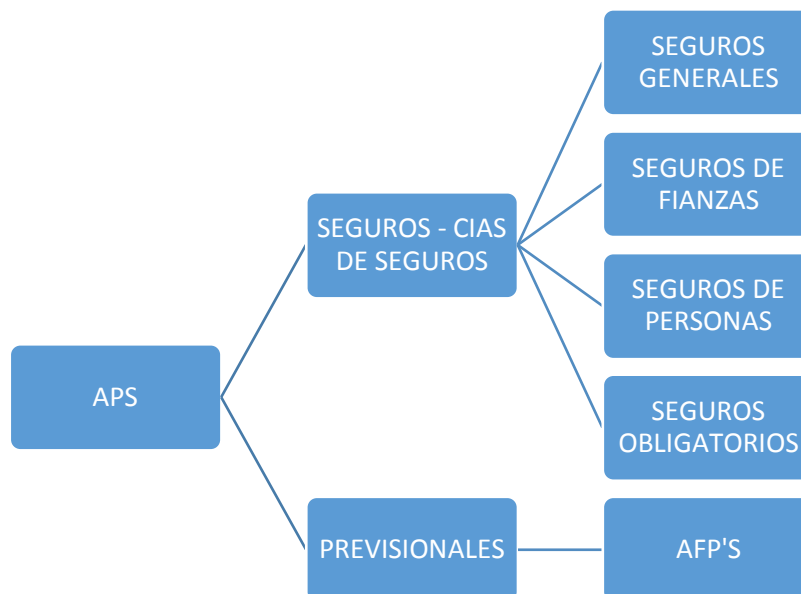 SEGUROS
GENERALES
SEGUROS DE
FIANZAS
SEGUROS - CIAS
DE SEGUROS
SEGUROS DE
PERSONAS
APS
SEGUROS
OBLIGATORIOS
PREVISIONALES
AFP'S